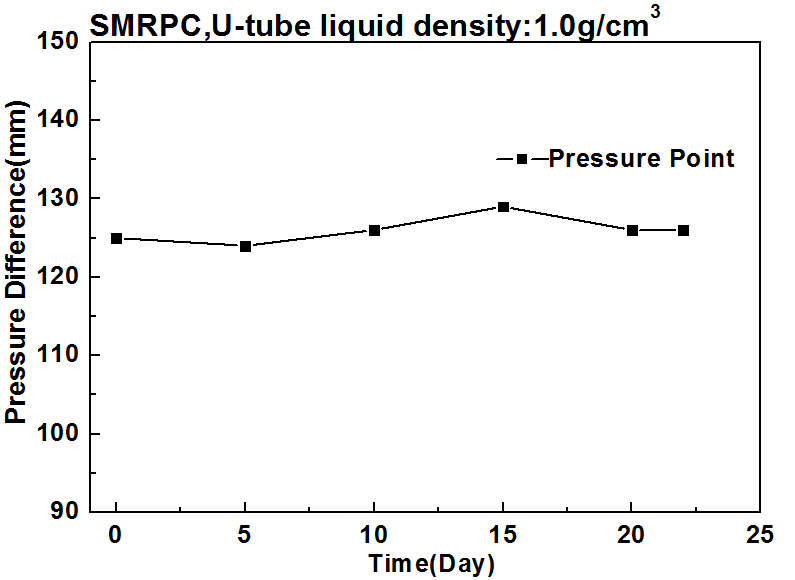 SMRPC,U-tube liquid density:1.0g/cm³
150
140
130
120
110
100
90
Pressure Difference(mm)
Pressure Point
0 5 10 15 20 25
Time(Day)